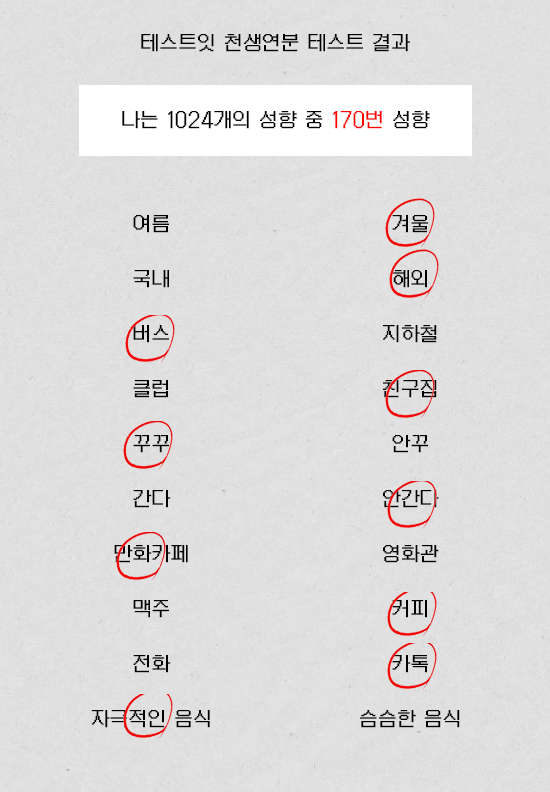 테스트잇 천생연분 테스트 결과
나는 1024개의 성향 중 170번 성향
여름 겨울
국내 해외
버스 지하철
클럽 친구집
꾸꾸 안꾸
간다 안간다
만화카페 영화관
맥주 커피
전화 카톡
자극적인 음식 슴슴한 음식